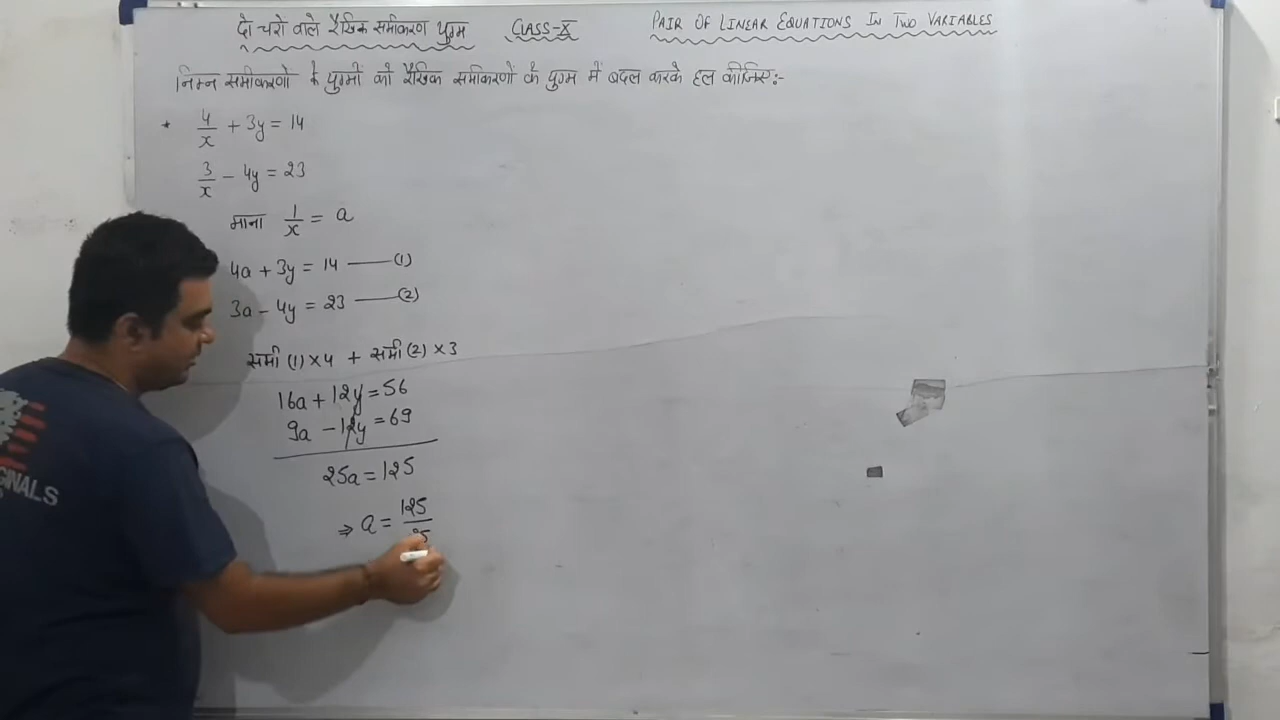 दो चरो वाले रैखिक समीकरण युग्म CLASS-X PAIR OF LINEAR EQUATIONS IN TWO VARIABLES
निम्न समीकरणों के युग्मों को रैखिक समीकरणों के युग्म में बदल करके हल कीजिए:-
* 4/x + 3y = 14
3/x - 4y = 23
माना 1/x = a
4a + 3y = 14 —— (1)
3a - 4y = 23 —— (2)
समी (1) × 4 + समी (2) × 3
16a + 12y = 56
9a - 12y = 69
25a = 125
⇒ a = 125/25
GINALS